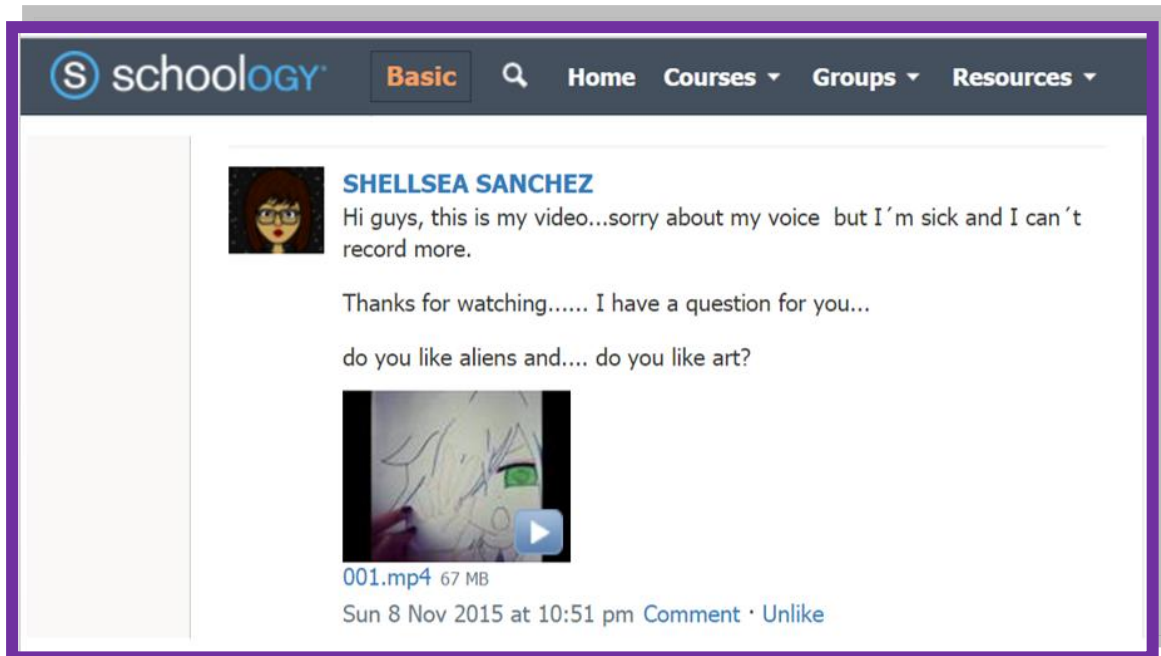 S schoology Basic Home Courses Groups Resources
SHELLSEA SANCHEZ
Hi guys, this is my video...sorry about my voice but I´m sick and I can´t
record more.
Thanks for watching...... I have a question for you...
do you like aliens and.... do you like art?
001.mp4 67 MB
Sun 8 Nov 2015 at 10:51 pm Comment · Unlike